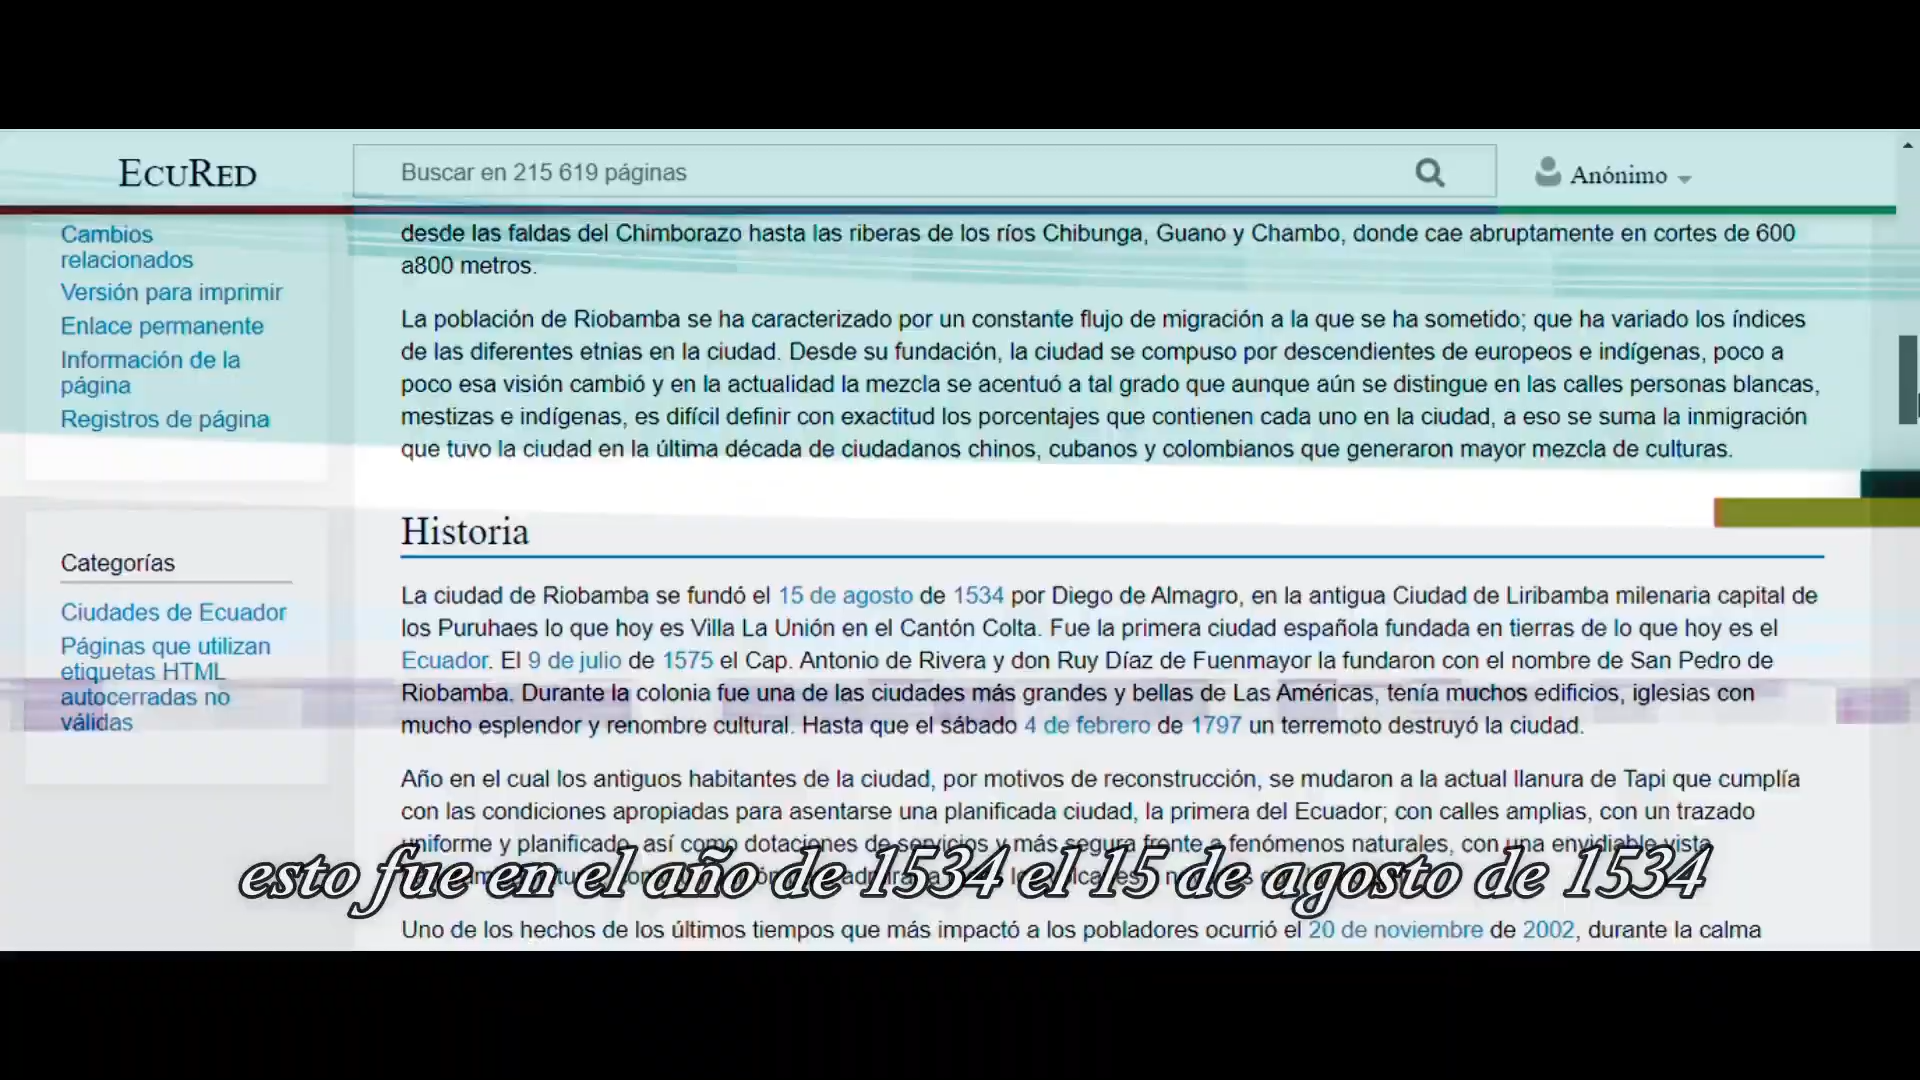 EcuRed
Buscar en 215 619 páginas
Anónimo
Cambios
relacionados
Versión para imprimir
Enlace permanente
Información de la
página
Registros de página
Categorías
Ciudades de Ecuador
Páginas que utilizan
etiquetas HTML
autocerradas no
válidas
desde las faldas del Chimborazo hasta las riberas de los ríos Chibunga, Guano y Chambo, donde cae abruptamente en cortes de 600
a800 metros.
La población de Riobamba se ha caracterizado por un constante flujo de migración a la que se ha sometido; que ha variado los índices
de las diferentes etnias en la ciudad. Desde su fundación, la ciudad se compuso por descendientes de europeos e indígenas, poco a
poco esa visión cambió y en la actualidad la mezcla se acentuó a tal grado que aunque aún se distingue en las calles personas blancas,
mestizas e indígenas, es difícil definir con exactitud los porcentajes que contienen cada uno en la ciudad, a eso se suma la inmigración
que tuvo la ciudad en la última década de ciudadanos chinos, cubanos y colombianos que generaron mayor mezcla de culturas.
Historia
La ciudad de Riobamba se fundó el 15 de agosto de 1534 por Diego de Almagro, en la antigua Ciudad de Liribamba milenaria capital de
los Puruhaes lo que hoy es Villa La Unión en el Cantón Colta. Fue la primera ciudad española fundada en tierras de lo que hoy es el
Ecuador. El 9 de julio de 1575 el Cap. Antonio de Rivera y don Ruy Díaz de Fuenmayor la fundaron con el nombre de San Pedro de
Riobamba. Durante la colonia fue una de las ciudades más grandes y bellas de Las Américas, tenía muchos edificios, iglesias con
mucho esplendor y renombre cultural. Hasta que el sábado 4 de febrero de 1797 un terremoto destruyó la ciudad.
Año en el cual los antiguos habitantes de la ciudad, por motivos de reconstrucción, se mudaron a la actual llanura de Tapi que cumplía
con las condiciones apropiadas para asentarse una planificada ciudad, la primera del Ecuador; con calles amplias, con un trazado
uniforme y planificado, así como dotaciones de servicios y más segura frente a fenómenos naturales, con una envidiable vista
esto fue en el año de 1534 el 15 de agosto de 1534
Uno de los hechos de los últimos tiempos que más impactó a los pobladores ocurrió el 20 de noviembre de 2002, durante la calma